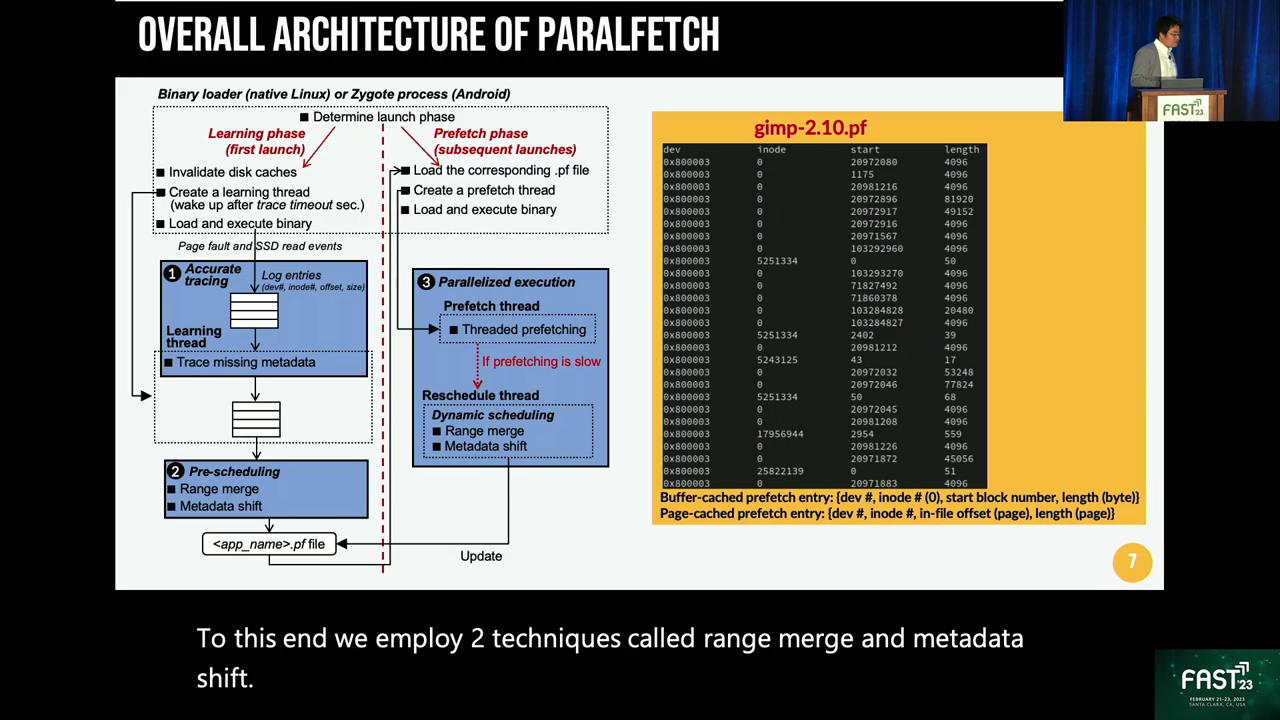 OVERALL ARCHITECTURE OF PARALFETCH
Binary loader (native Linux) or Zygote process (Android)
■ Determine launch phase
Learning phase
(first launch)
Prefetch phase
(subsequent launches)
■ Invalidate disk caches
■ Create a learning thread
(wake up after trace timeout sec.)
■ Load and execute binary
■ Load the corresponding .pf file
■ Create a prefetch thread
■ Load and execute binary
Page fault and SSD read events
1 Accurate
tracing
Log entries
(dev#, inode#, offset, size)
Learning
thread
■ Trace missing metadata
2 Pre-scheduling
■ Range merge
■ Metadata shift
<app_name>.pf file
3 Parallelized execution
Prefetch thread
■ Threaded prefetching
If prefetching is slow
Reschedule thread
Dynamic scheduling
■ Range merge
■ Metadata shift
Update
gimp-2.10.pf
dev inode start length
0x800003 0 20972080 4096
0x800003 0 1175 4096
0x800003 0 20981216 4096
0x800003 0 20972896 81920
0x800003 0 20972917 49152
0x800003 0 20972916 4096
0x800003 0 20971567 4096
0x800003 0 103292960 4096
0x800003 5251334 0 50
0x800003 0 103293270 4096
0x800003 0 71827492 4096
0x800003 0 71860378 4096
0x800003 0 103284828 20480
0x800003 0 103284827 4096
0x800003 5251334 2402 39
0x800003 0 20981212 4096
0x800003 5243125 43 17
0x800003 0 20972032 53248
0x800003 0 20972046 77824
0x800003 5251334 50 68
0x800003 0 20972045 4096
0x800003 0 20981208 4096
0x800003 17956944 2954 559
0x800003 0 20981226 4096
0x800003 0 20971872 45056
0x800003 25822139 0 51
0x800003 0 20971883 4096
Buffer-cached prefetch entry: {dev #, inode # (0), start block number, length (byte)}
Page-cached prefetch entry: {dev #, inode #, in-file offset (page), length (page)}
7
FAST'23
To this end we employ 2 techniques called range merge and metadata
shift.
FAST'23
FEBRUARY 21–23, 2023
SANTA CLARA, CA, USA